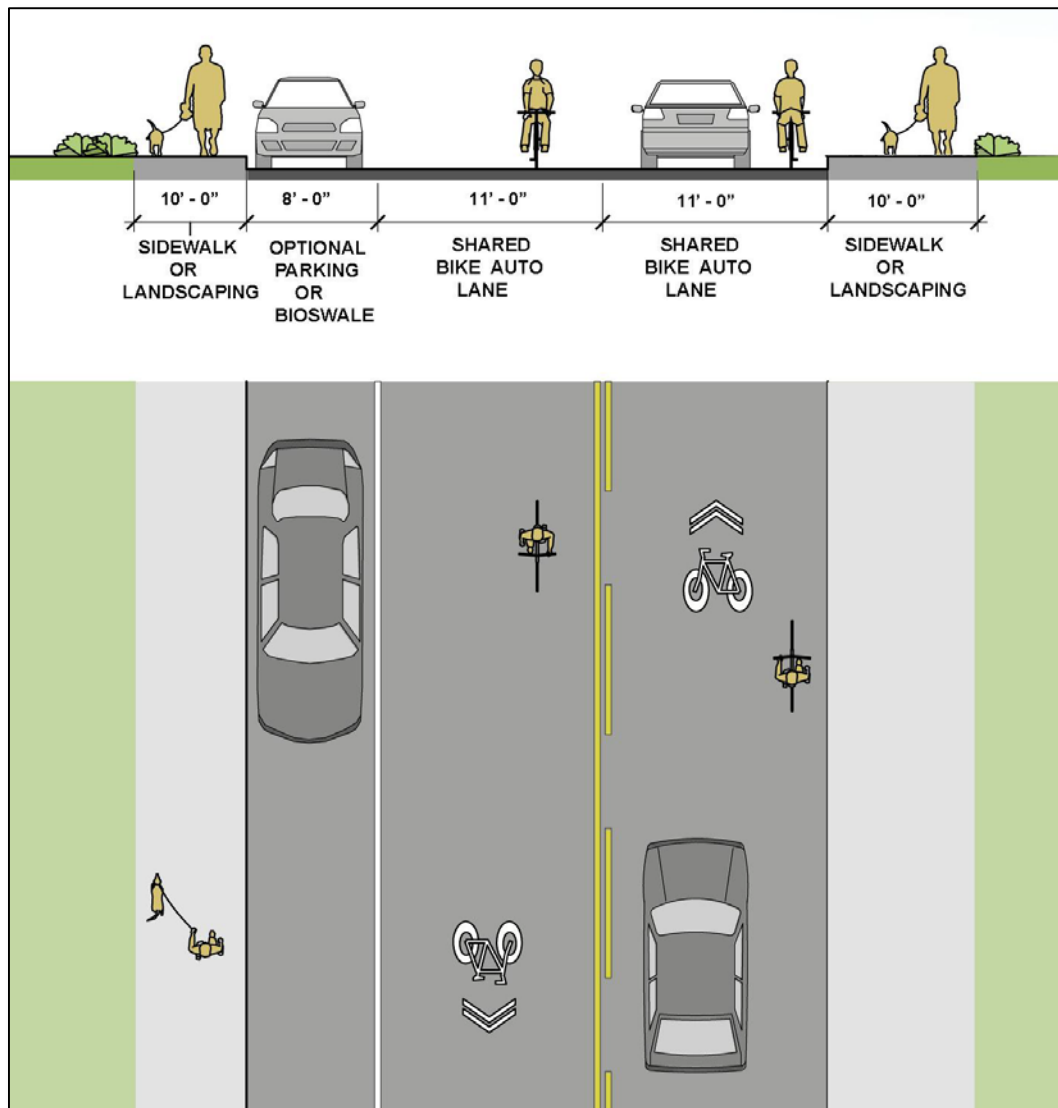 10' - 0" 8' - 0" 11' - 0" 11' - 0" 10' - 0"
SIDEWALK
OR
LANDSCAPING
OPTIONAL
PARKING
OR
BIOSWALE
SHARED
BIKE AUTO
LANE
SHARED
BIKE AUTO
LANE
SIDEWALK
OR
LANDSCAPING